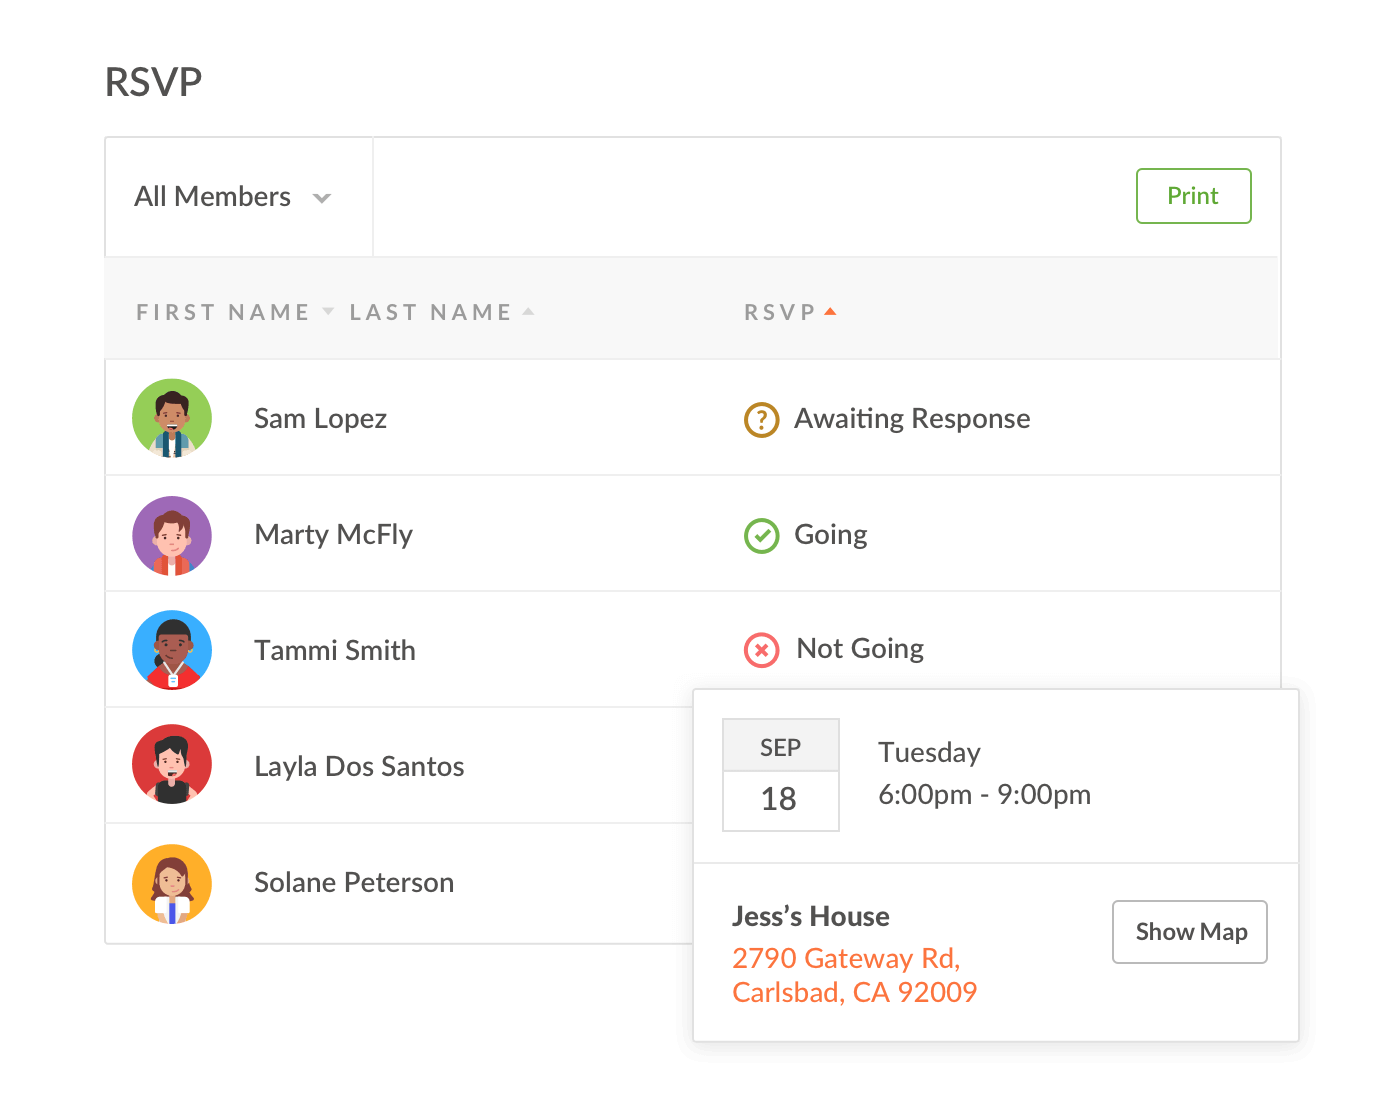 RSVP
All Members
Print
FIRST NAME LAST NAME RSVP
Sam Lopez Awaiting Response
Marty McFly Going
Tammi Smith Not Going
Layla Dos Santos
Solane Peterson
SEP
18
Tuesday
6:00pm - 9:00pm
Jess’s House
2790 Gateway Rd,
Carlsbad, CA 92009
Show Map